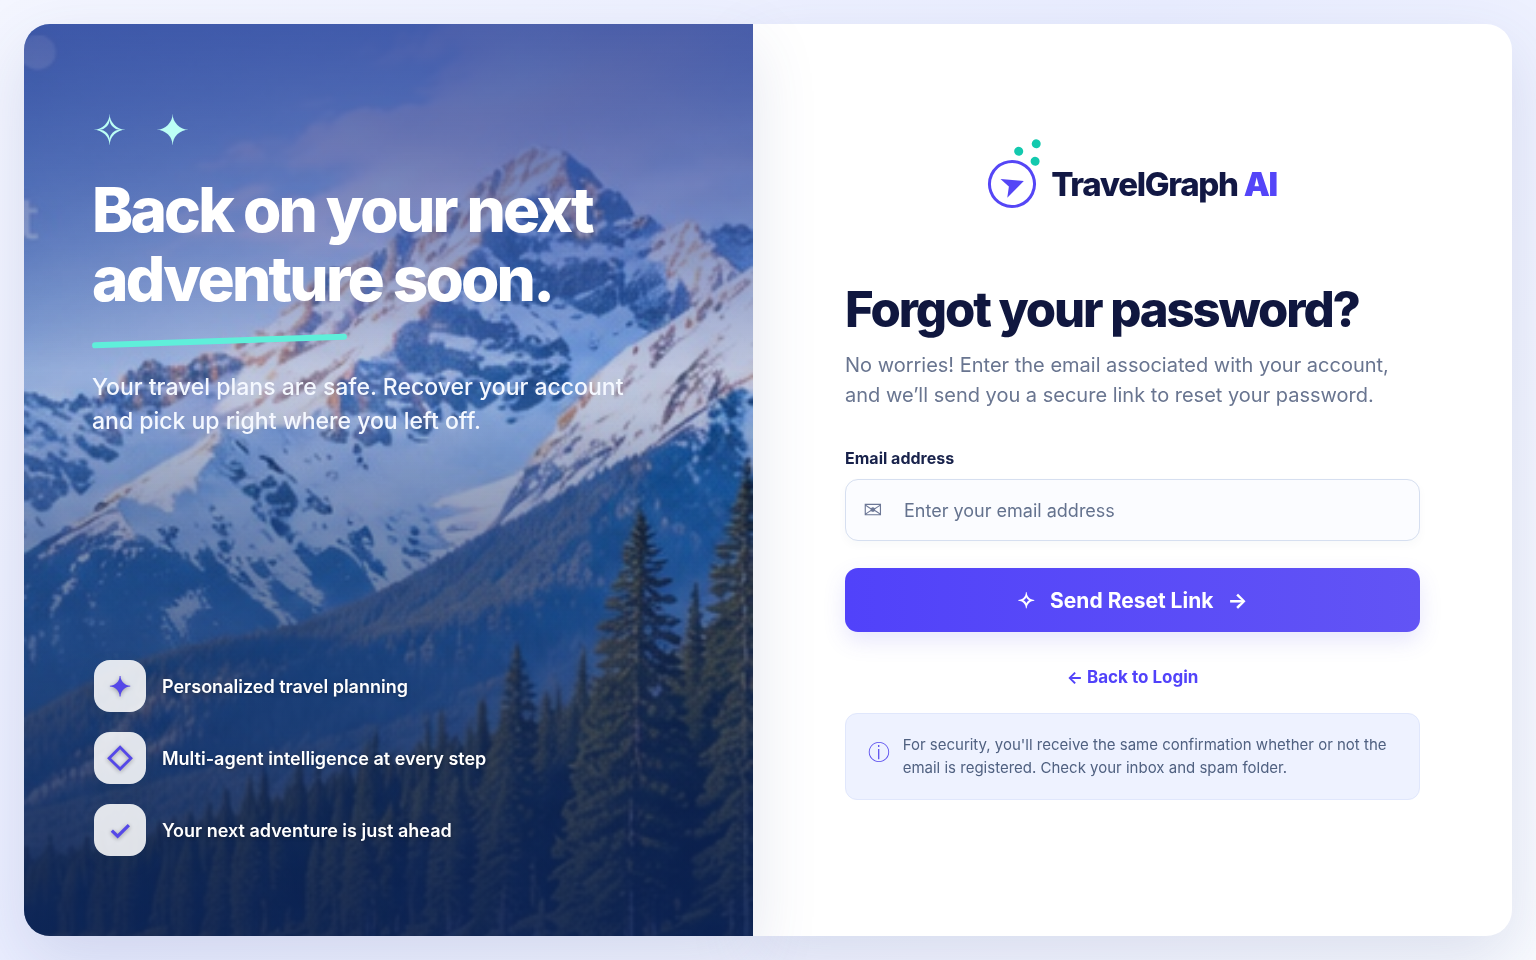 Back on your next
adventure soon.
Your travel plans are safe. Recover your account
and pick up right where you left off.
Personalized travel planning
Multi-agent intelligence at every step
Your next adventure is just ahead
TravelGraph AI
Forgot your password?
No worries! Enter the email associated with your account,
and we’ll send you a secure link to reset your password.
Email address
Enter your email address
Send Reset Link →
← Back to Login
For security, you'll receive the same confirmation whether or not the
email is registered. Check your inbox and spam folder.